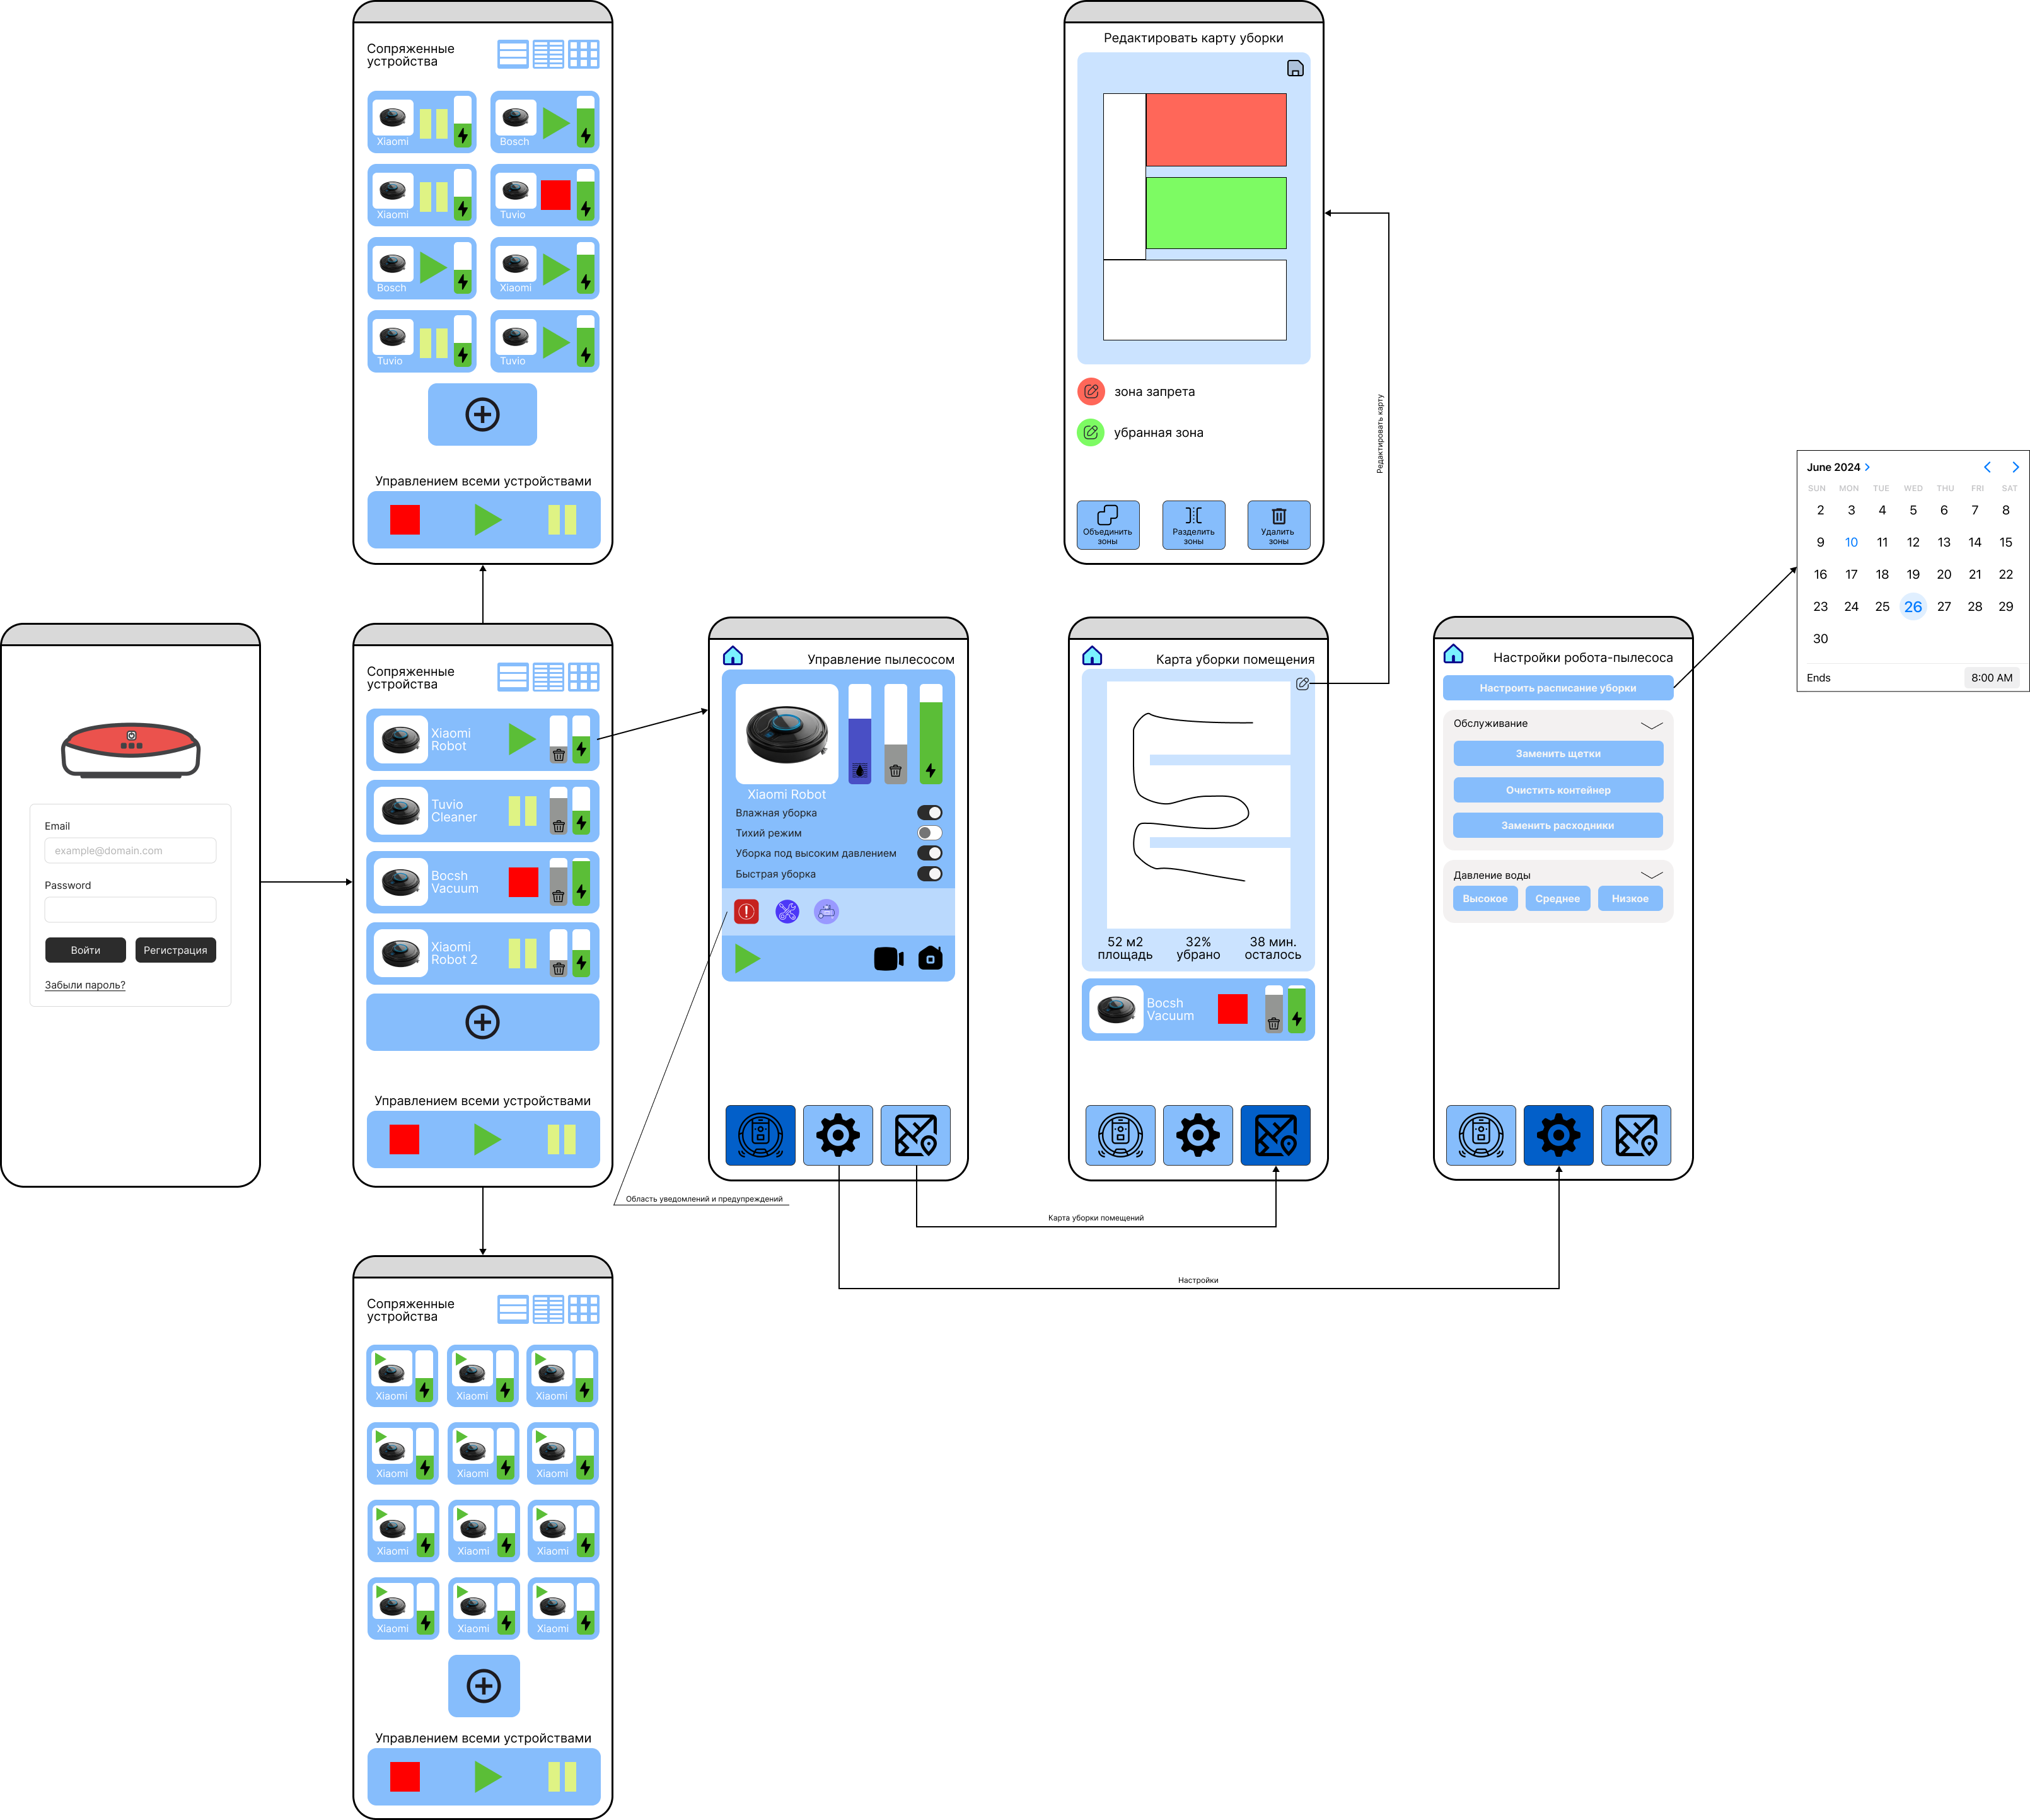 Сопряженные
устройства
Xiaomi
Bosch
Xiaomi
Tuvio
Bosch
Xiaomi
Tuvio
Tuvio
Управлением всеми устройствами
Редактировать карту уборки
зона запрета
убранная зона
Объединить
зоны
Разделить
зоны
Удалить
зоны
Редактировать карту
June 2024
SUN MON TUE WED THU FRI SAT
2 3 4 5 6 7 8
9 10 11 12 13 14 15
16 17 18 19 20 21 22
23 24 25 26 27 28 29
30
Ends 8:00 AM
Email
example@domain.com
Password
Войти
Регистрация
Забыли пароль?
Сопряженные
устройства
Xiaomi
Robot
Tuvio
Cleaner
Bocsh
Vacuum
Xiaomi
Robot 2
Управлением всеми устройствами
Управление пылесосом
Xiaomi Robot
Влажная уборка
Тихий режим
Уборка под высоким давлением
Быстрая уборка
Область уведомлений и предупреждений
Карта уборки помещения
52 м2
площадь
32%
убрано
38 мин.
осталось
Bocsh
Vacuum
Карта уборки помещений
Настройки
Настройки робота-пылесоса
Настроить расписание уборки
Обслуживание
Заменить щетки
Очистить контейнер
Заменить расходники
Давление воды
Высокое
Среднее
Низкое
Сопряженные
устройства
Xiaomi
Xiaomi
Xiaomi
Xiaomi
Xiaomi
Xiaomi
Xiaomi
Xiaomi
Xiaomi
Xiaomi
Xiaomi
Xiaomi
Управлением всеми устройствами